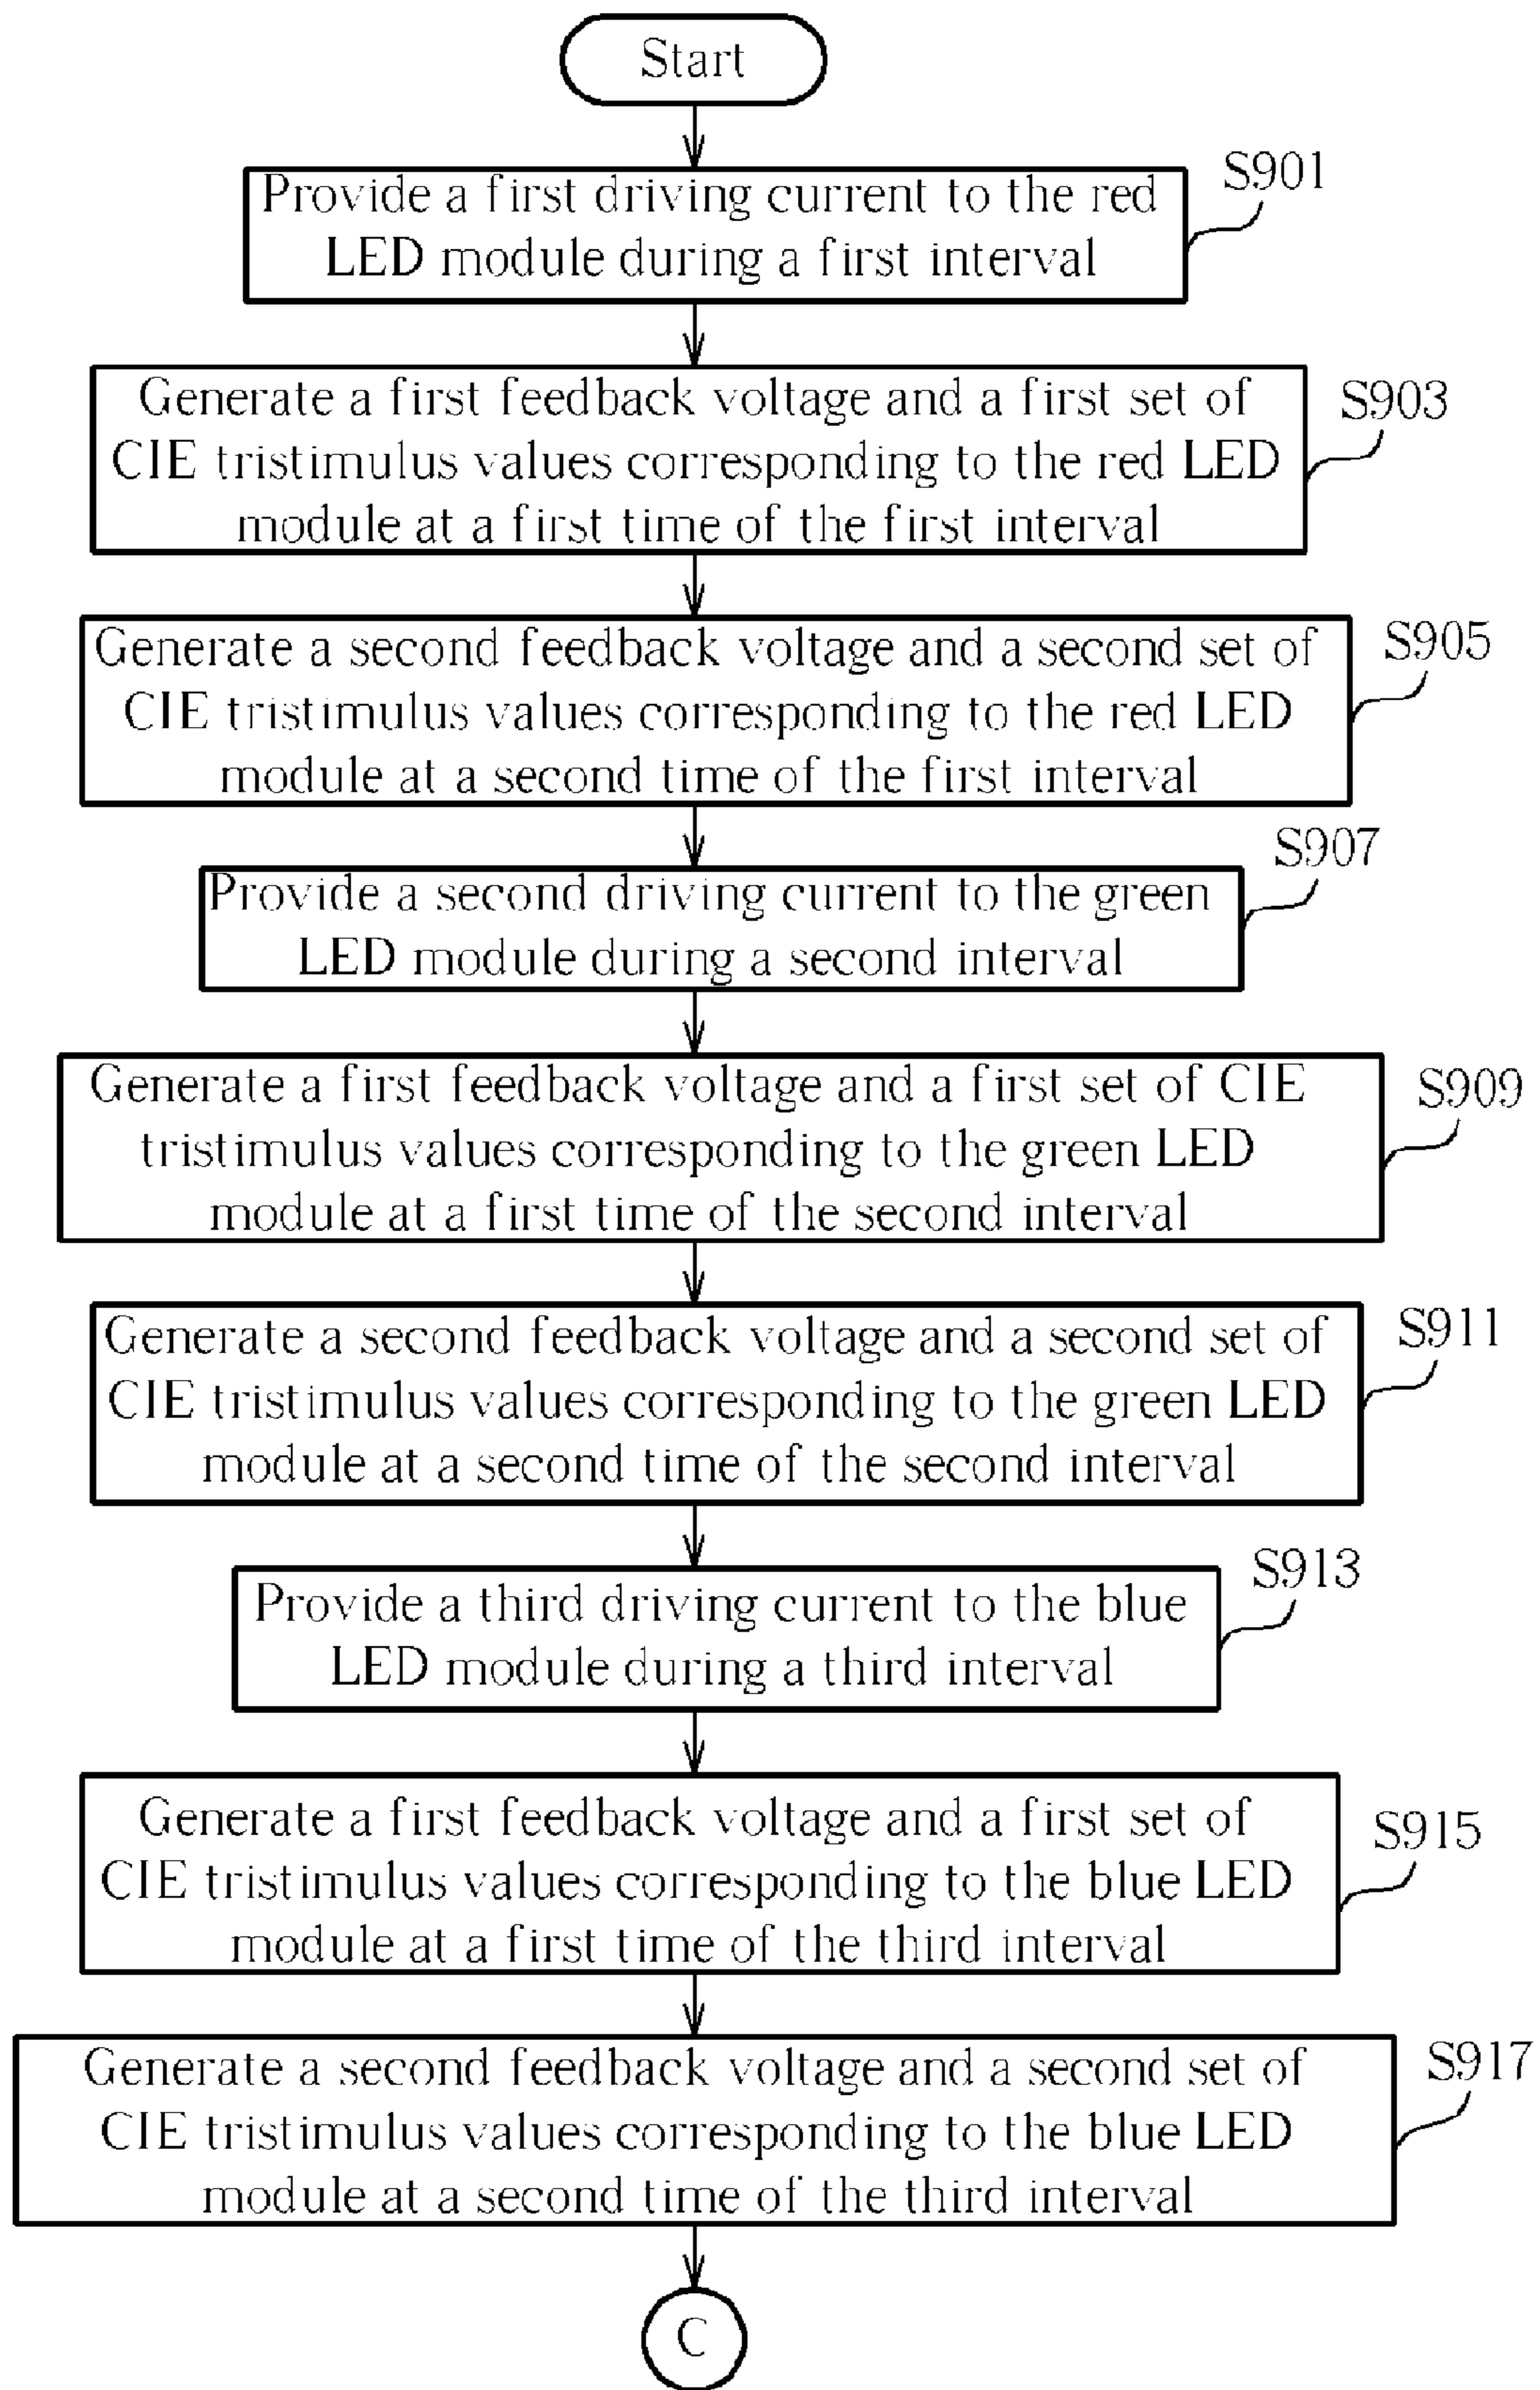 Start
Provide a first driving current to the red
LED module during a first interval
S901
Generate a first feedback voltage and a first set of
CIE tristimulus values corresponding to the red LED
module at a first time of the first interval
S903
Generate a second feedback voltage and a second set of
CIE tristimulus values corresponding to the red LED
module at a second time of the first interval
S905
Provide a second driving current to the green
LED module during a second interval
S907
Generate a first feedback voltage and a first set of CIE
tristimulus values corresponding to the green LED
module at a first time of the second interval
S909
Generate a second feedback voltage and a second set of
CIE tristimulus values corresponding to the green LED
module at a second time of the second interval
S911
Provide a third driving current to the blue
LED module during a third interval
S913
Generate a first feedback voltage and a first set of
CIE tristimulus values corresponding to the blue LED
module at a first time of the third interval
S915
Generate a second feedback voltage and a second set of
CIE tristimulus values corresponding to the blue LED
module at a second time of the third interval
S917
C